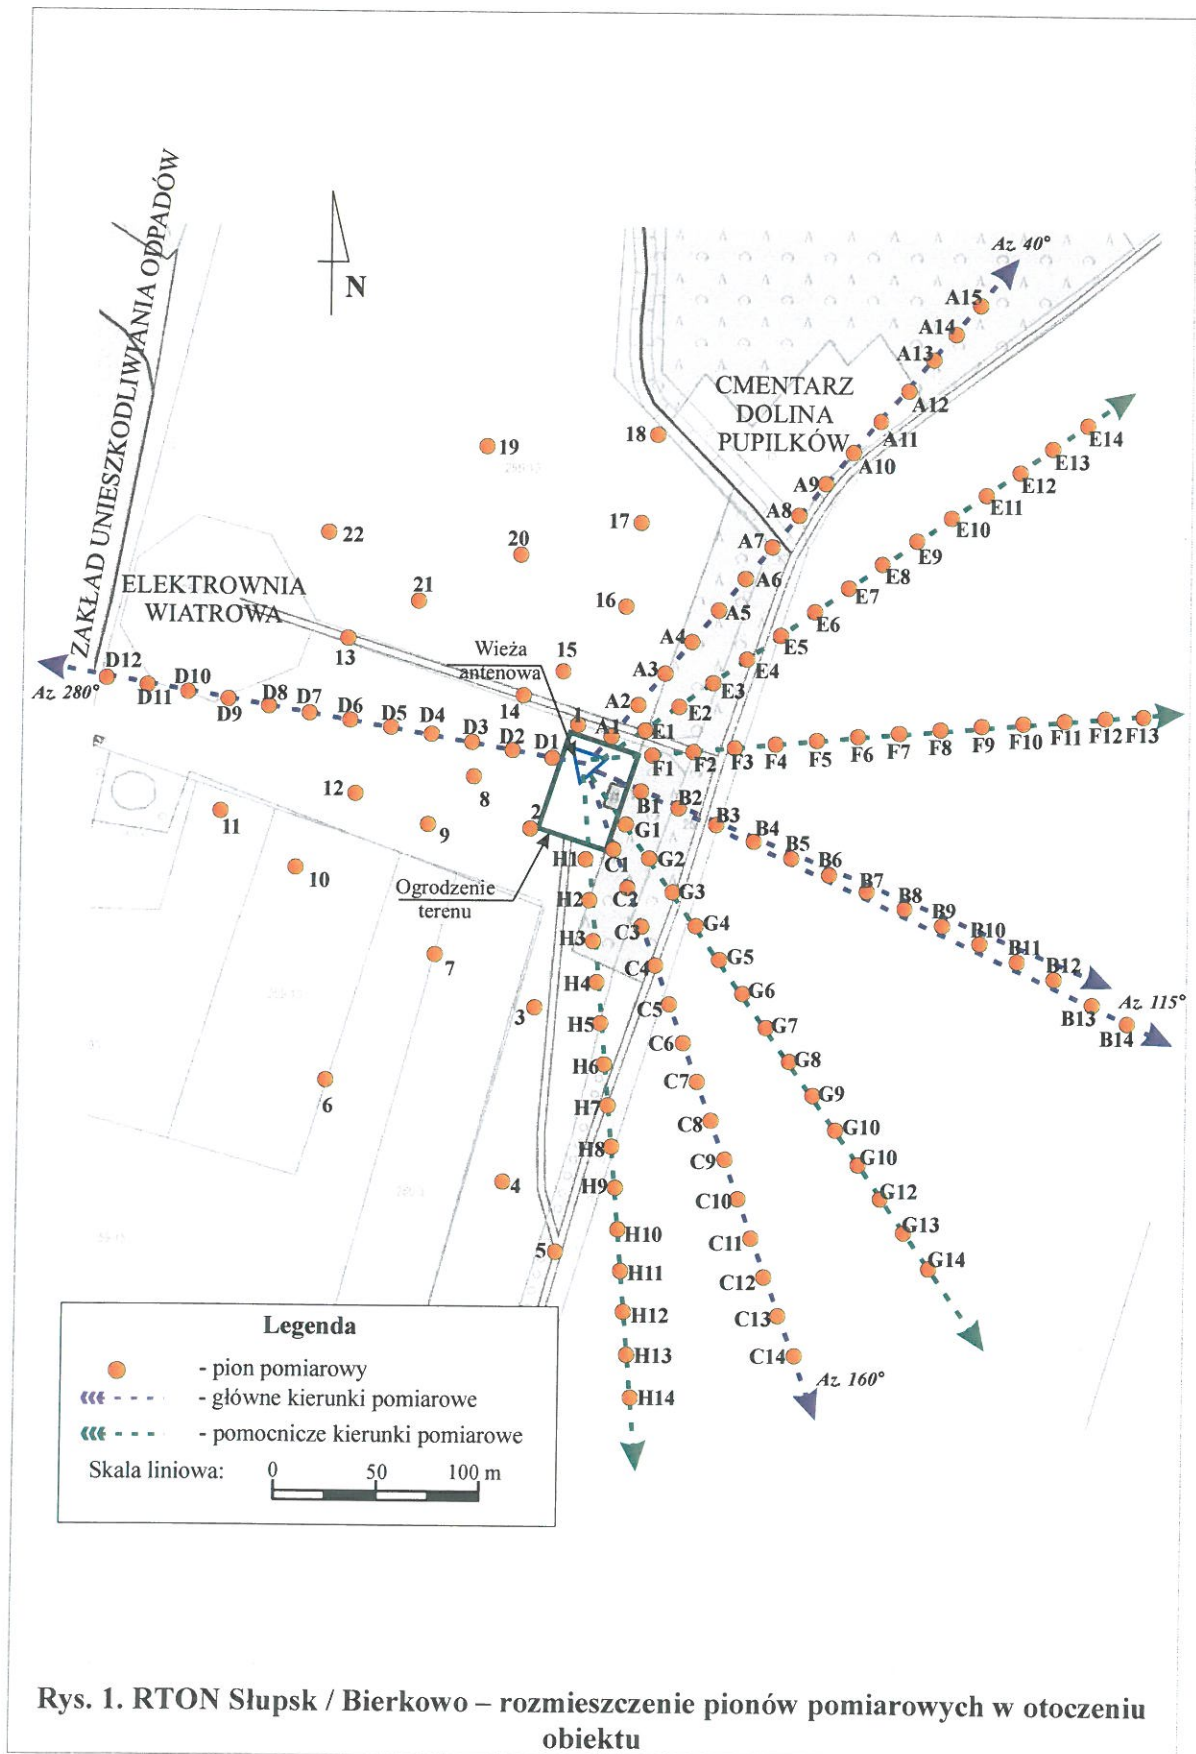 ZAKŁAD UNIESZKODLIWIANIA ODPADÓW
N
Az. 40°
A15
A14
A13
A12
A11
A10
A9
A8
A7
A6
A5
A4
A3
A2
A1
CMENTARZ
DOLINA
PUPILKÓW
E14
E13
E12
E11
E10
E9
E8
E7
E6
E5
E4
E3
E2
E1
18
19
17
20
22
21
16
15
ELEKTROWNIA
WIATROWA
13
14
Wieża
antenowa
1
D12
D11
D10
D9
D8
D7
D6
D5
D4
D3
D2
D1
Az. 280°
F1
F2
F3
F4
F5
F6
F7
F8
F9
F10
F11
F12
F13
8
12
11
9
10
2
B1
B2
B3
B4
B5
B6
B7
B8
B9
B10
B11
B12
B13
B14
Az. 115°
Ogrodzenie
terenu
G1
G2
G3
G4
G5
G6
G7
G8
G9
G10
G10
G12
G13
G14
C1
C2
C3
C4
C5
C6
C7
C8
C9
C10
C11
C12
C13
C14
Az. 160°
H1
H2
H3
H4
H5
H6
H7
H8
H9
H10
H11
H12
H13
H14
7
3
6
4
5
Legenda
- pion pomiarowy
- główne kierunki pomiarowe
- pomocnicze kierunki pomiarowe
Skala liniowa: 0 50 100 m
Rys. 1. RTON Słupsk / Bierkowo – rozmieszczenie pionów pomiarowych w otoczeniu
obiektu